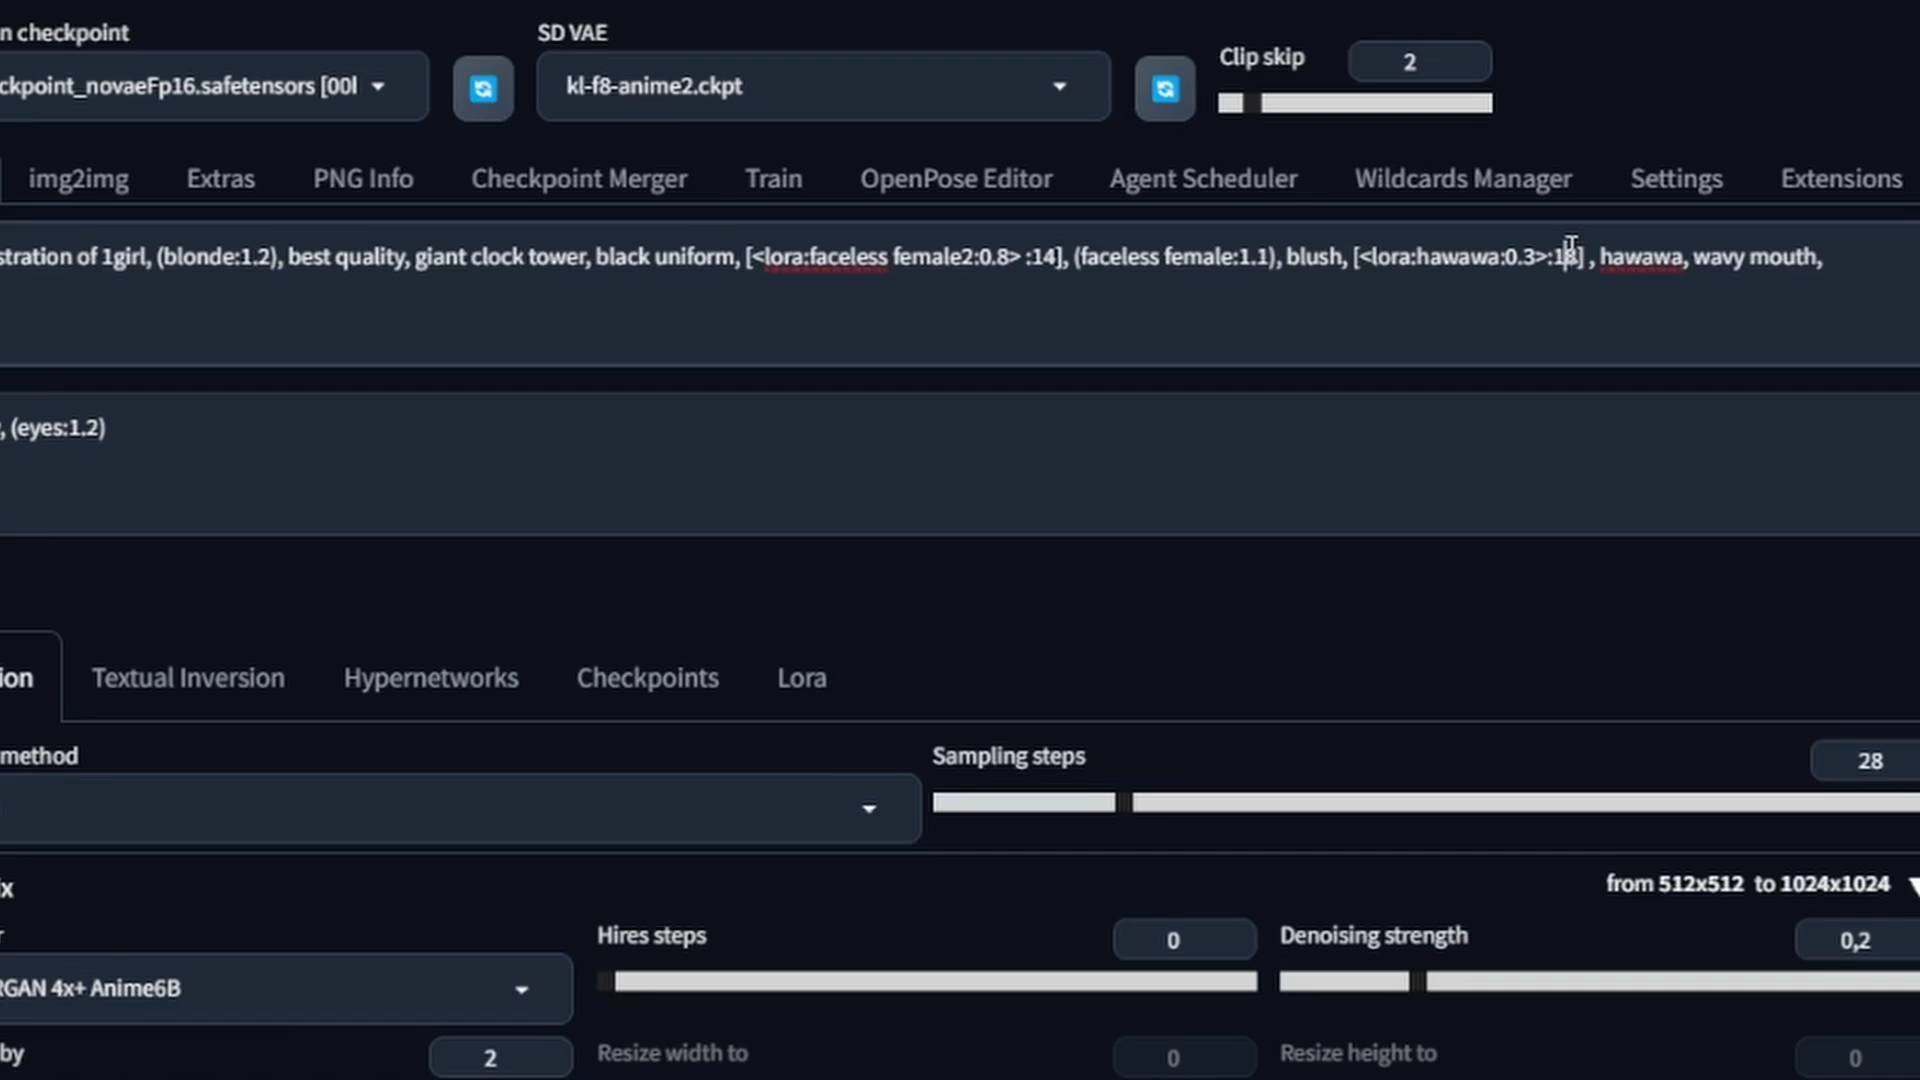 n checkpoint
SD VAE
Clip skip
2
ckpoint_novaeFp16.safetensors [00l
kl-f8-anime2.ckpt
img2img
Extras
PNG Info
Checkpoint Merger
Train
OpenPose Editor
Agent Scheduler
Wildcards Manager
Settings
Extensions
stration of 1girl, (blonde:1.2), best quality, giant clock tower, black uniform, [<lora:faceless female2:0.8> :14], (faceless female:1.1), blush, [<lora:hawawa:0.3>:18] , hawawa, wavy mouth,
, (eyes:1.2)
ion
Textual Inversion
Hypernetworks
Checkpoints
Lora
method
Sampling steps
28
ix
from 512x512 to 1024x1024
r
Hires steps
0
Denoising strength
0,2
RGAN 4x+ Anime6B
by
2
Resize width to
0
Resize height to
0